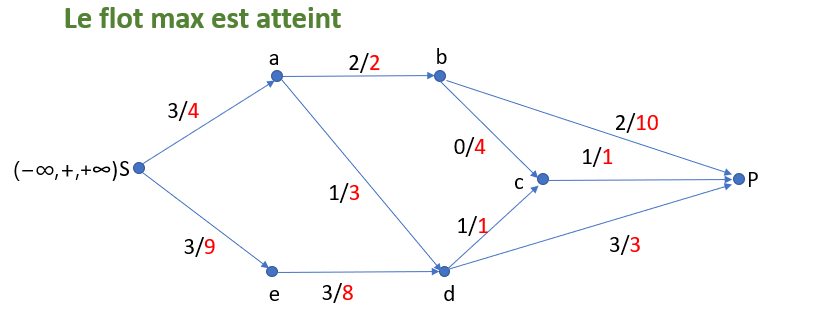 Le flot max est atteint
a
2/2
b
3/4
2/10
0/4
1/1
(−∞,+,+∞)S
c
P
1/3
1/1
3/9
3/3
e
3/8
d